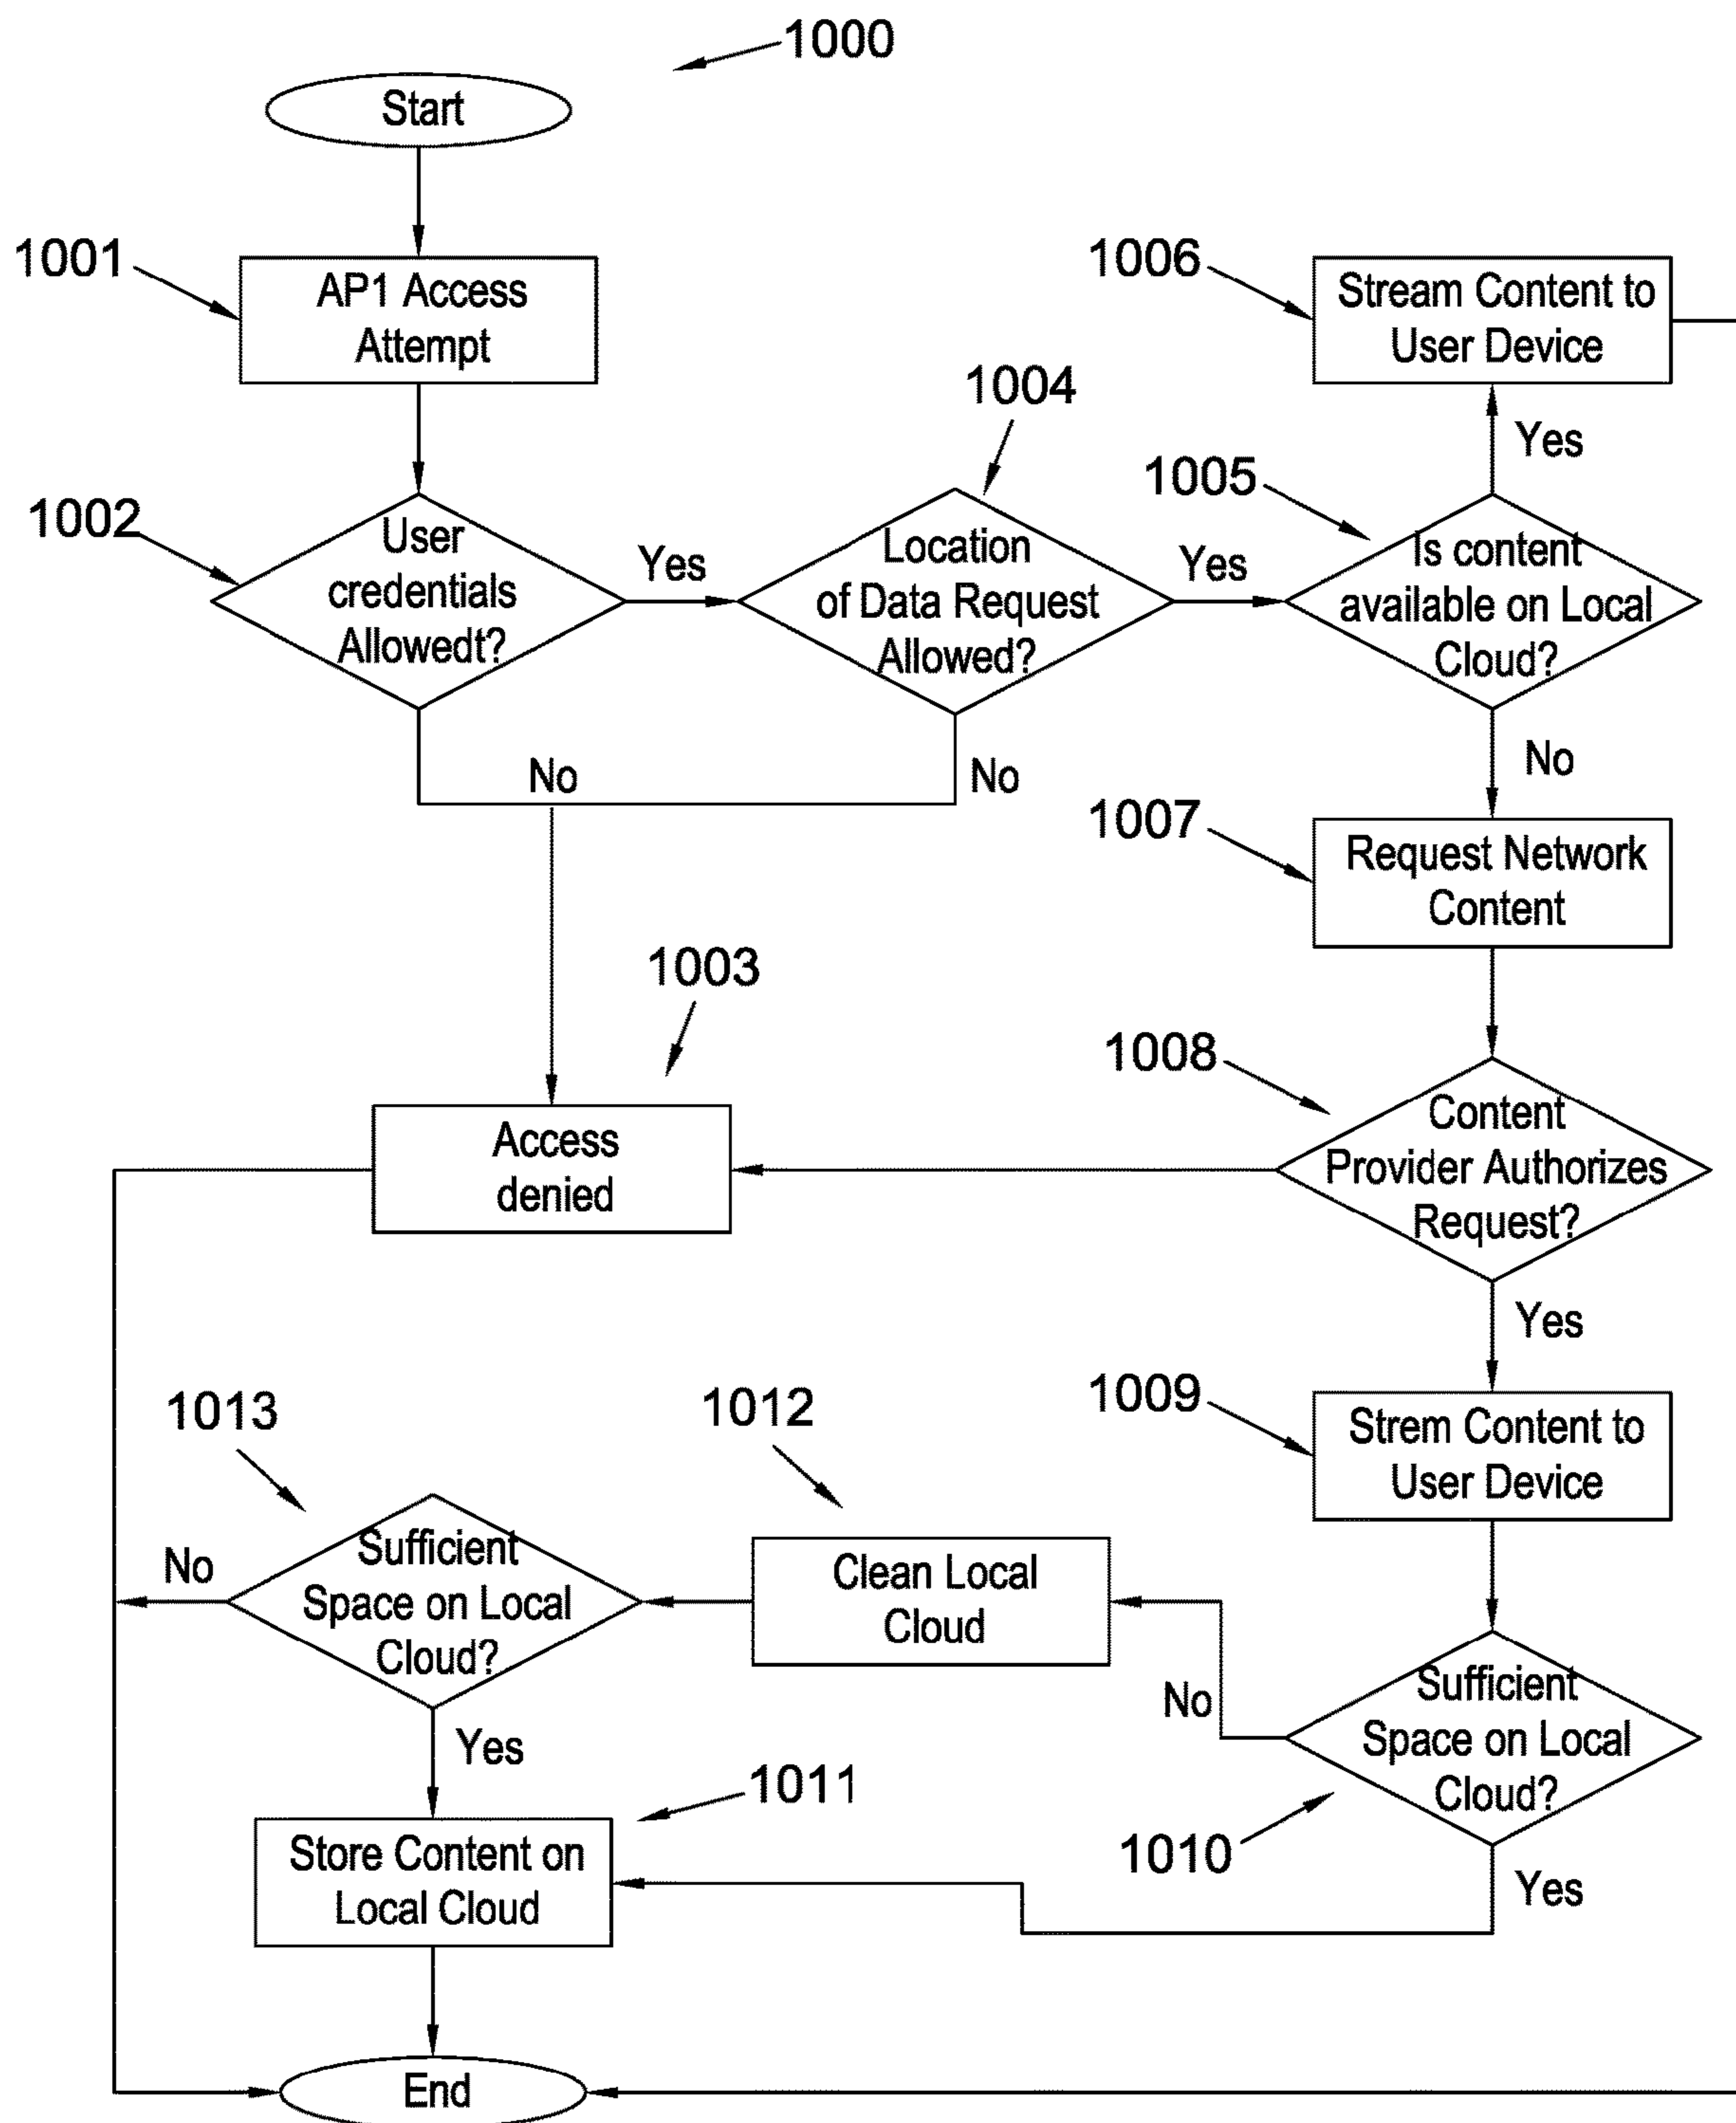 1000
Start
1001
AP1 Access
Attempt
1006
Stream Content to
User Device
1004
Yes
1005
1002
User
credentials
Allowedt?
Yes
Location
of Data Request
Allowed?
Yes
Is content
available on Local
Cloud?
No
No
No
1007
Request Network
Content
1003
1008
Access
denied
Content
Provider Authorizes
Request?
Yes
1013
1012
1009
Strem Content to
User Device
No
Sufficient
Space on Local
Cloud?
Clean Local
Cloud
No
Sufficient
Space on Local
Cloud?
Yes
1011
1010
Store Content on
Local Cloud
Yes
End